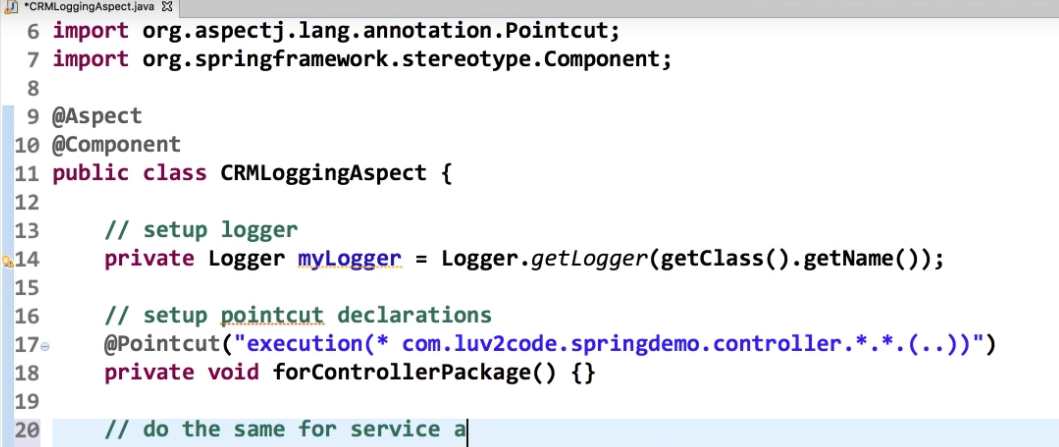 *CRMLoggingAspect.java
6 import org.aspectj.lang.annotation.Pointcut;
7 import org.springframework.stereotype.Component;
8
9 @Aspect
10 @Component
11 public class CRMLoggingAspect {
12
13 // setup logger
14 private Logger myLogger = Logger.getLogger(getClass().getName());
15
16 // setup pointcut declarations
17 @Pointcut("execution(* com.luv2code.springdemo.controller.*.*.(..))")
18 private void forControllerPackage() {}
19
20 // do the same for service a